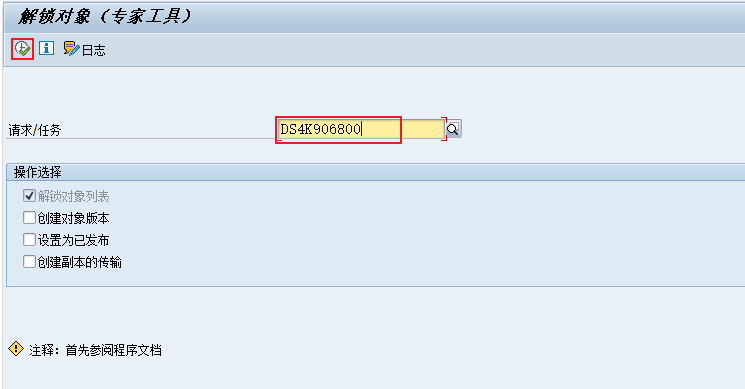 解锁对象（专家工具）
日志
请求/任务 DS4K906800
操作选择
解锁对象列表
创建对象版本
设置为已发布
创建副本的传输
注释：首先参阅程序文档